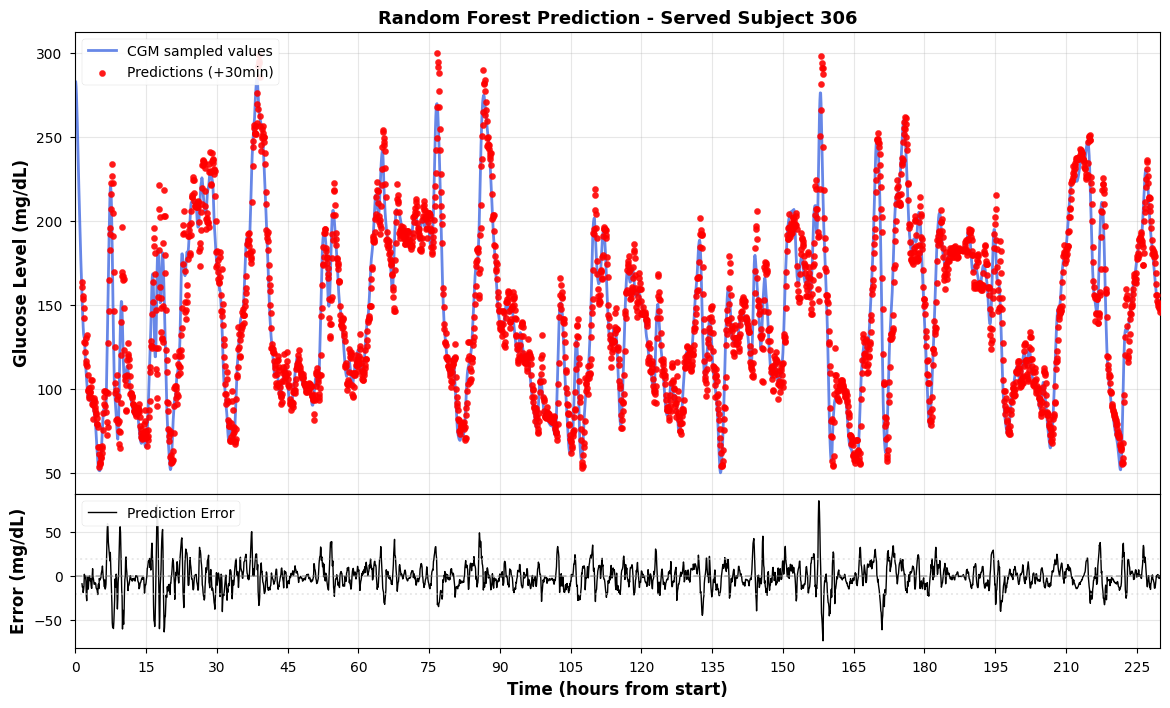 Random Forest Prediction - Served Subject 306
CGM sampled values
Predictions (+30min)
Glucose Level (mg/dL)
300
250
200
150
100
50
Prediction Error
Error (mg/dL)
50
0
−50
0 15 30 45 60 75 90 105 120 135 150 165 180 195 210 225
Time (hours from start)